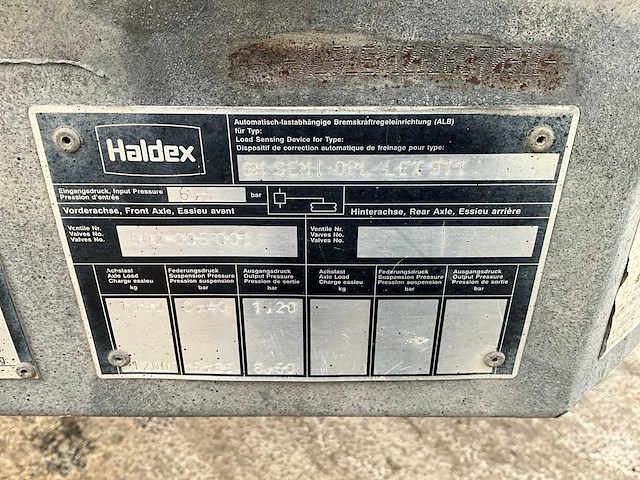 Haldex
Automatisch-lastabhängige Bremskraftregeleinrichtung (ALB)
für Typ:
Load Sensing Device for Type:
Dispositif de correction automatique de freinage pour type:
Eingangsdruck, Input Pressure
Pression d'entrée
bar
Vorderachse, Front Axle, Essieu avant
Hinterachse, Rear Axle, Essieu arrière
Ventile Nr.
Valves No.
Valves No.
Ventile Nr.
Valves No.
Valves No.
Achslast
Axle Load
Charge essieu
kg
Federungsdruck
Suspension Pressure
Pression suspension
bar
Ausgangsdruck
Output Pressure
Pression de sortie
bar
Achslast
Axle Load
Charge essieu
kg
Federungsdruck
Suspension Pressure
Pression suspension
bar
Ausgangsdruck
Output Pressure
Pression de sortie
bar
1.20